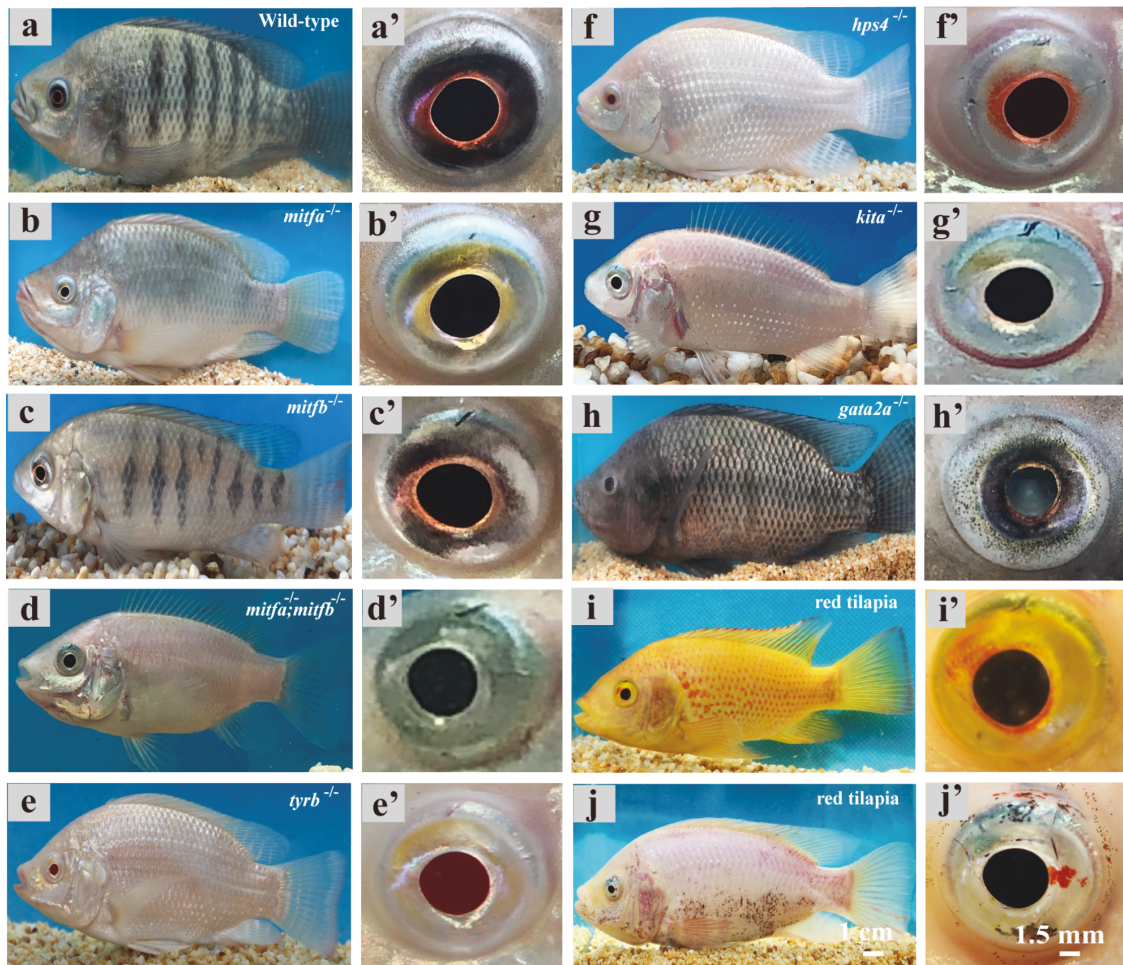 a Wild-type a' f hps4-/- f'
b mitfa-/- b' g kita-/- g'
c mitfb-/- c' h gata2a-/- h'
d mitfa-/-;mitfb-/- d' i red tilapia i'
e tyrb-/- e' j red tilapia 1 cm j' 1.5 mm